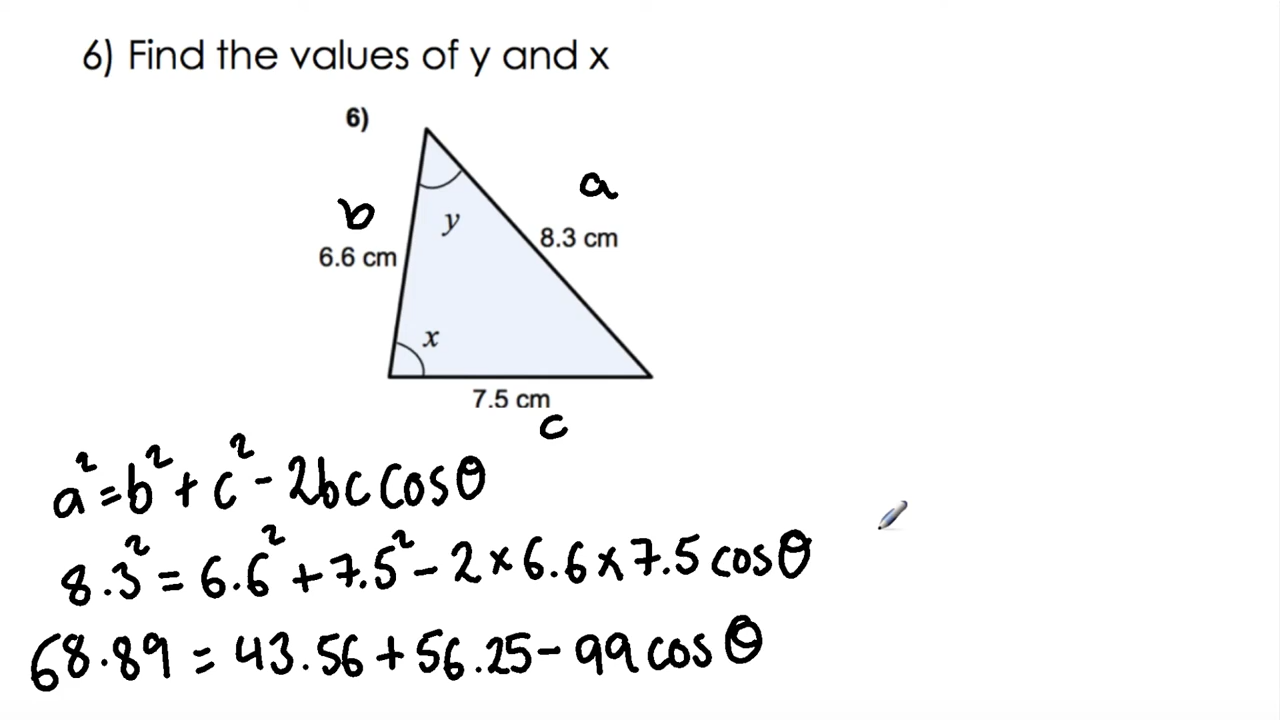 6) Find the values of y and x
6)
a
b
y
8.3 cm
6.6 cm
x
7.5 cm
c
a² = b² + c² - 2bc cosθ
8.3² = 6.6² + 7.5² - 2 × 6.6 × 7.5 cosθ
68.89 = 43.56 + 56.25 - 99 cos θ